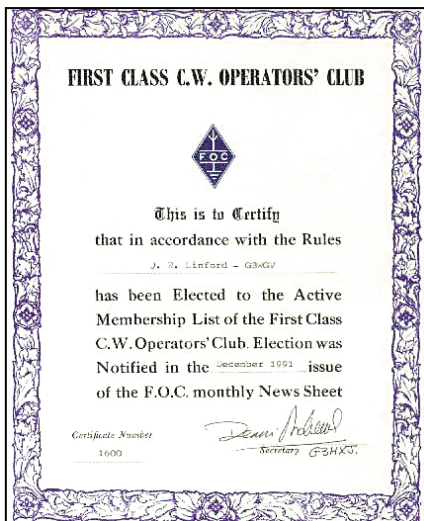 FIRST CLASS C.W. OPERATORS' CLUB
FOC
This is to Certify
that in accordance with the Rules
J. R. Linford - G3WGV
has been Elected to the Active
Membership List of the First Class
C.W. Operators' Club. Election was
Notified in the December 1991 issue
of the F.O.C. monthly News Sheet
Certificate Number
1600
Secretary G3MXJ.